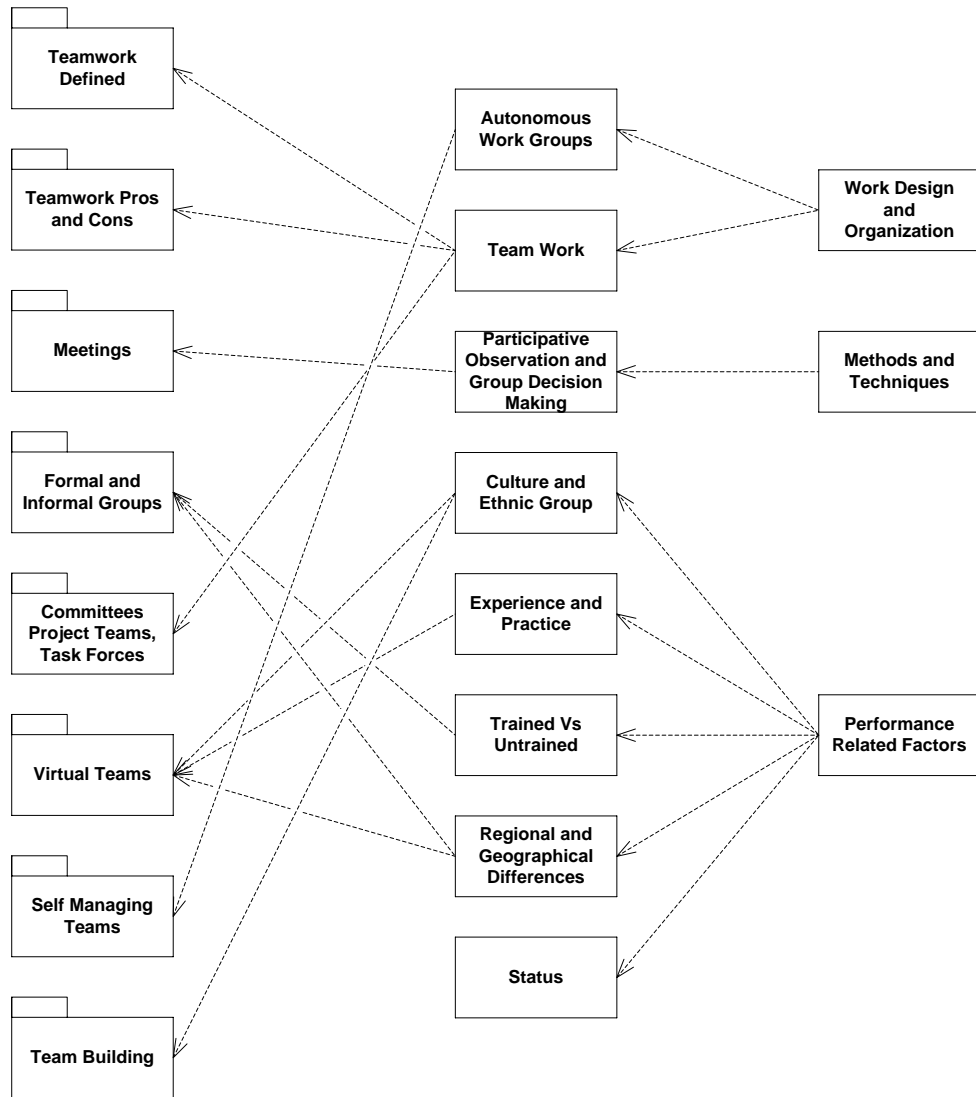 Teamwork
Defined
Teamwork Pros
and Cons
Meetings
Formal and
Informal Groups
Committees
Project Teams,
Task Forces
Virtual Teams
Self Managing
Teams
Team Building
Autonomous
Work Groups
Team Work
Participative
Observation and
Group Decision
Making
Culture and
Ethnic Group
Experience and
Practice
Trained Vs
Untrained
Regional and
Geographical
Differences
Status
Work Design
and
Organization
Methods and
Techniques
Performance
Related Factors